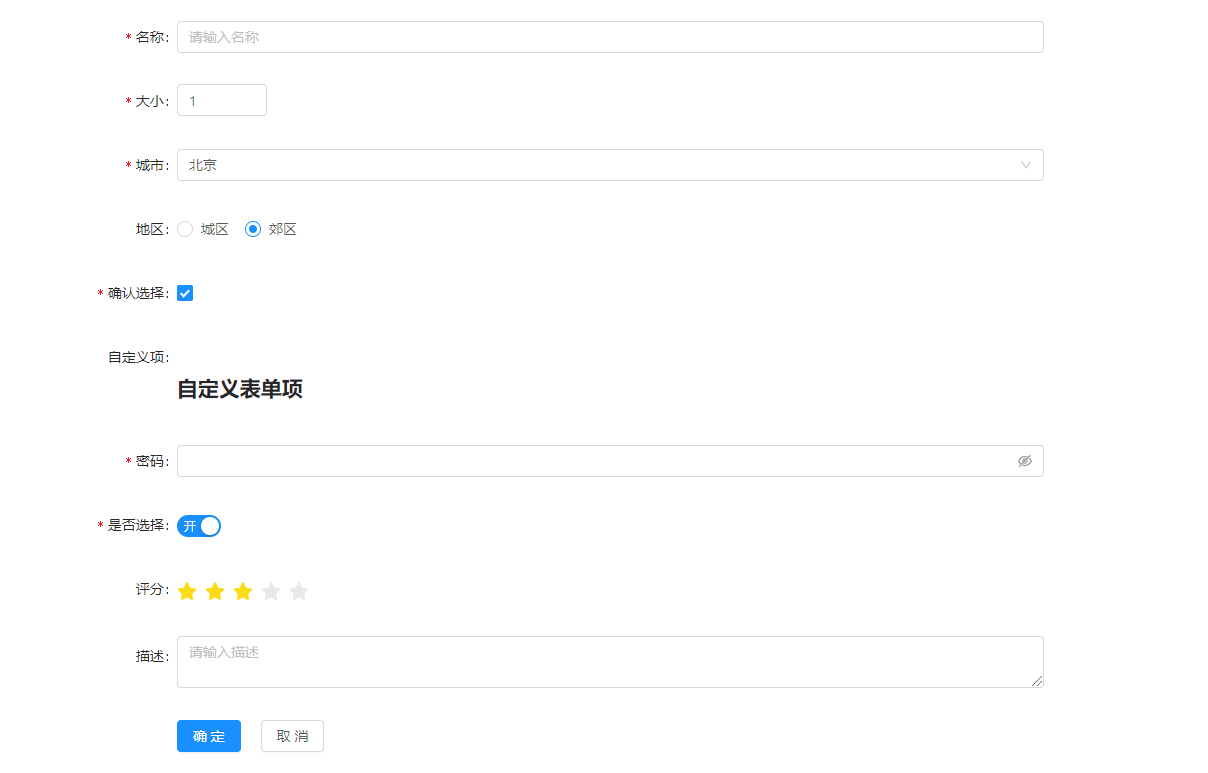 * 名称: 请输入名称
* 大小: 1
* 城市: 北京
地区: 城区 郊区
* 确认选择:
自定义项:
自定义表单项
* 密码:
* 是否选择: 开
评分:
描述: 请输入描述
确 定 取 消